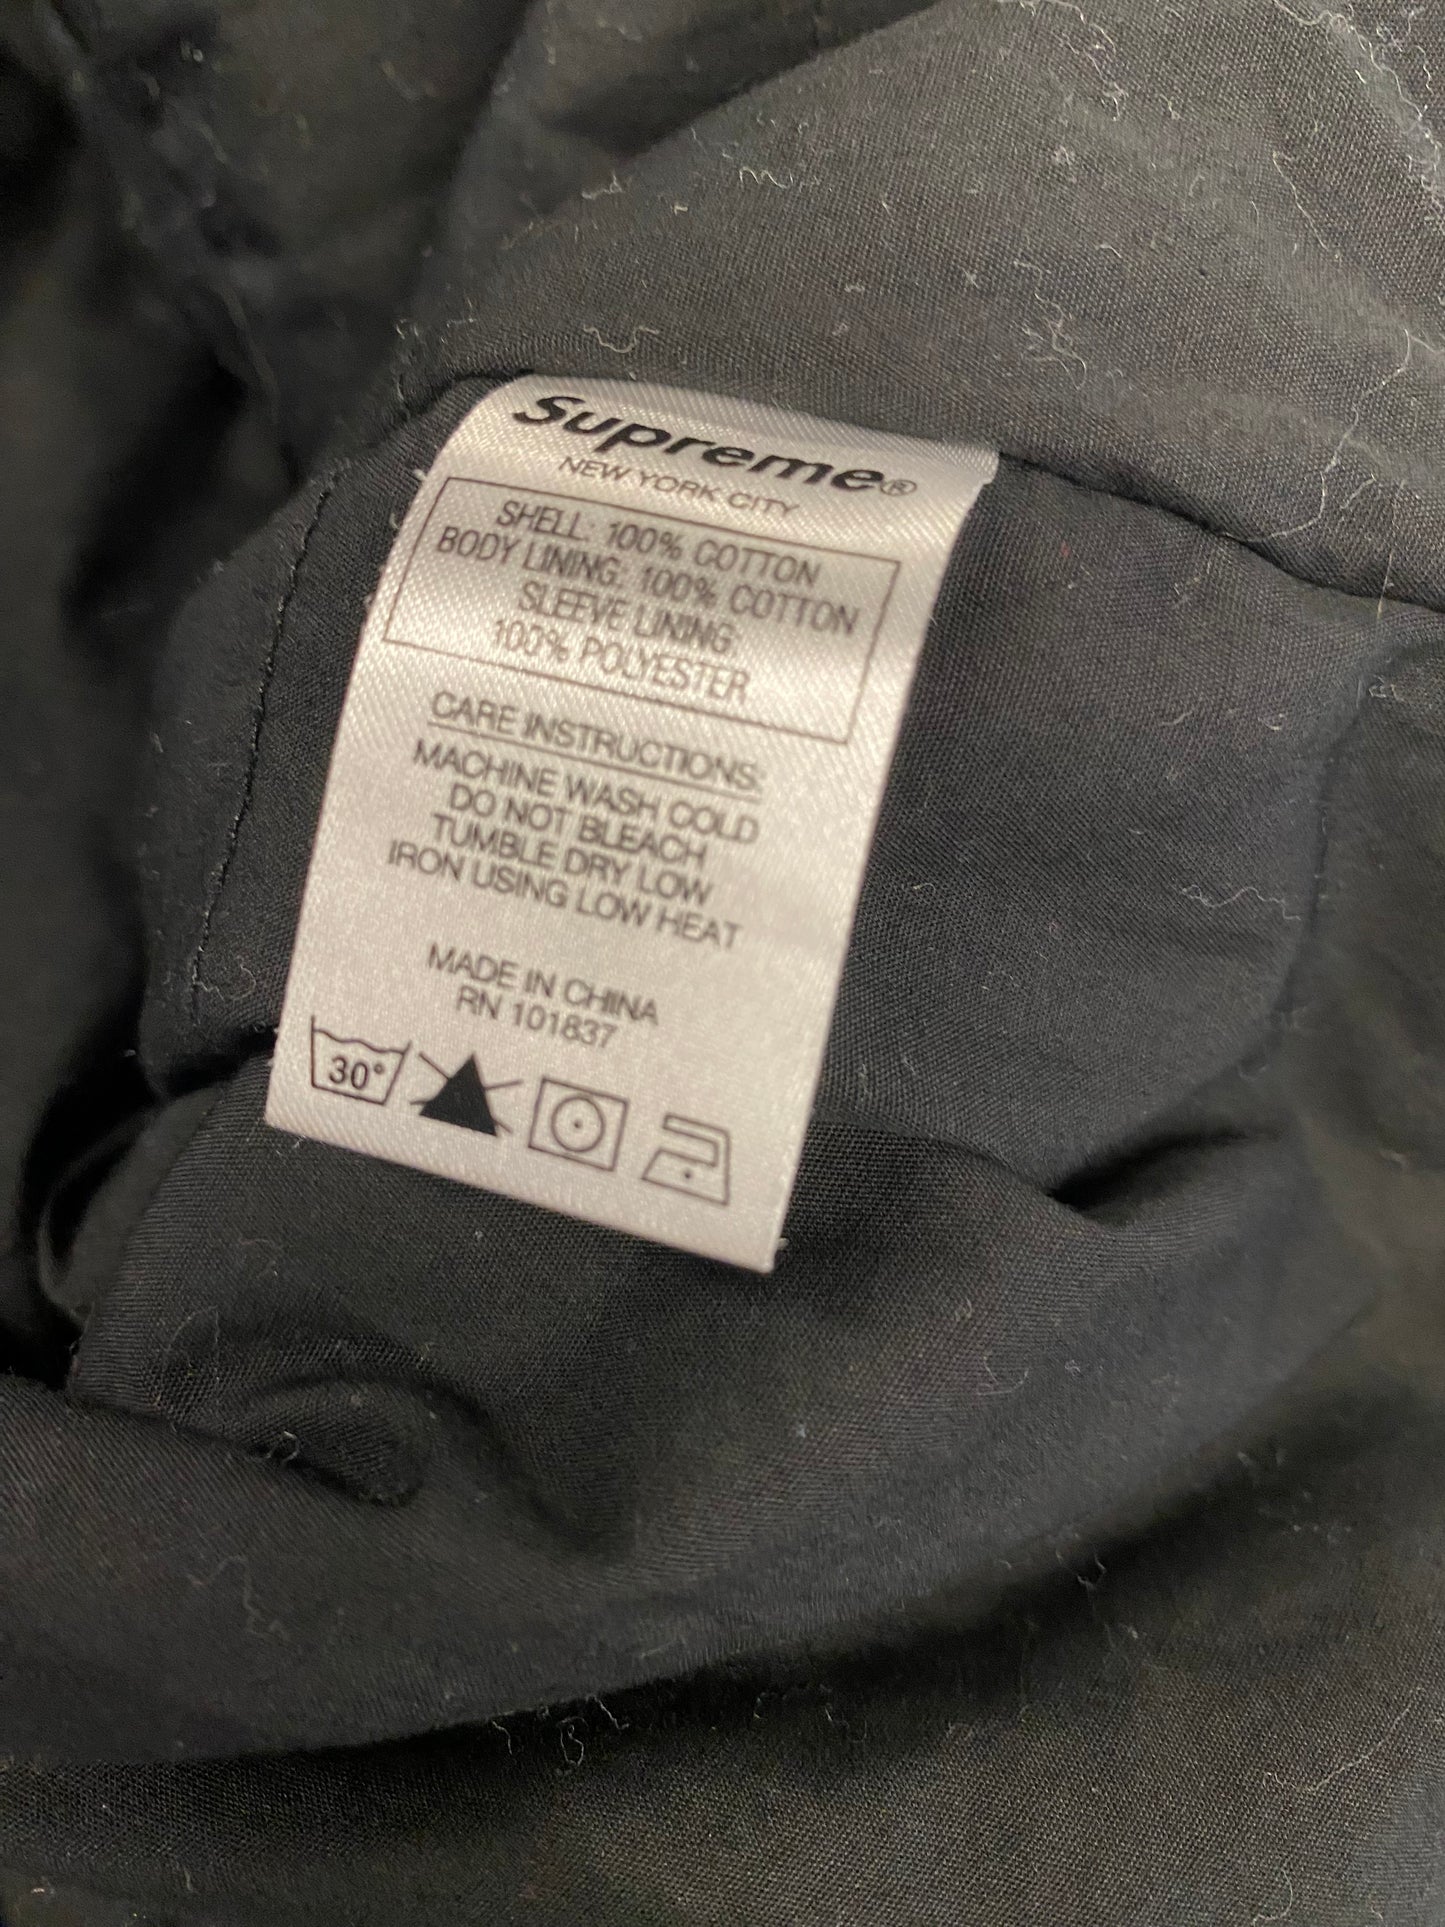 Supreme®
NEW YORK CITY
SHELL: 100% COTTON
BODY LINING: 100% COTTON
SLEEVE LINING:
100% POLYESTER
CARE INSTRUCTIONS:
MACHINE WASH COLD
DO NOT BLEACH
TUMBLE DRY LOW
IRON USING LOW HEAT
MADE IN CHINA
RN 101837
30°